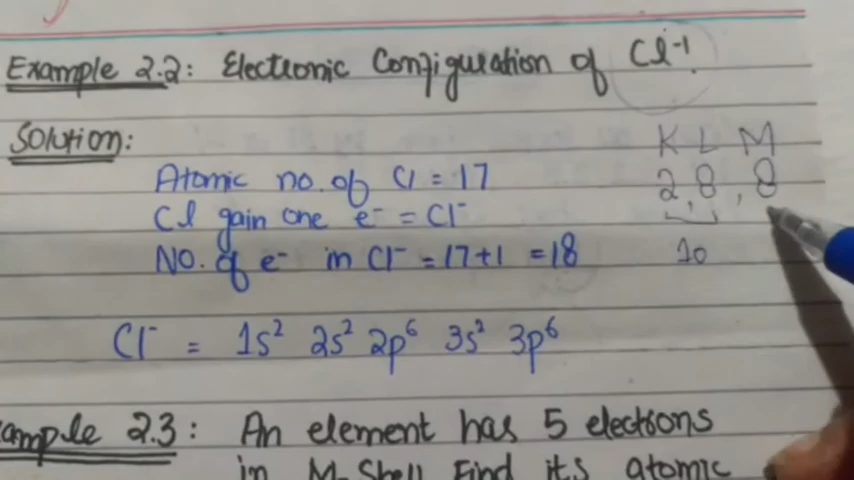 Example 2.2: Electronic Configuration of Cl⁻¹
Solution:
K L M
Atomic no. of Cl = 17
2, 8, 8
Cl gain one e⁻ = Cl⁻
No. of e⁻ in Cl⁻ = 17+1 = 18
10
Cl⁻ = 1s² 2s² 2p⁶ 3s² 3p⁶
ample 2.3: An element has 5 elections
in M-Shell Find its atomic